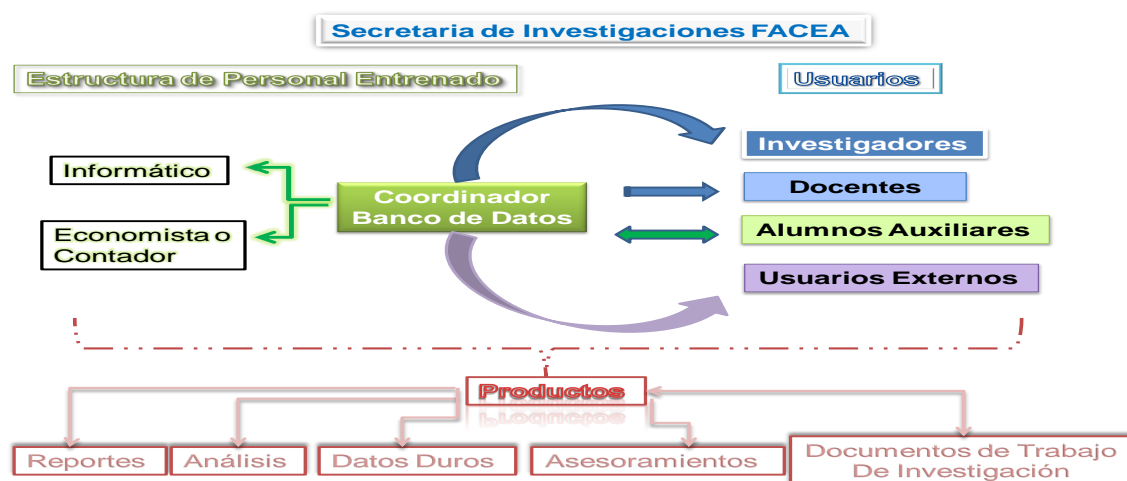 Secretaria de Investigaciones FACEA
Estructura de Personal Entrenado
Usuarios
Informático
Economista o
Contador
Coordinador
Banco de Datos
Investigadores
Docentes
Alumnos Auxiliares
Usuarios Externos
Productos
Reportes
Análisis
Datos Duros
Asesoramientos
Documentos de Trabajo
De Investigación